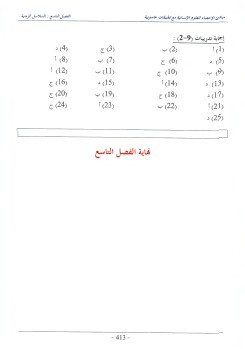 مبادئ الإحصاء للعلوم الإنسانية مع تطبيقات حاسوبية الفصل التاسع - السلاسل الزمنية
إجابة تدريبات (9-2) :
1) أ 2) ب 3) ج 4) د
5) د 6) ج 7) ب 8) أ
9) ب 10) ج 11) ب 12) أ
13) د 14) أ 15) أ 16) ج
17) د 18) ج 19) ب 20) ج
21) أ 22) ب 23) أ 24) ج
25) د
نهاية الفصل التاسع
- 413 -